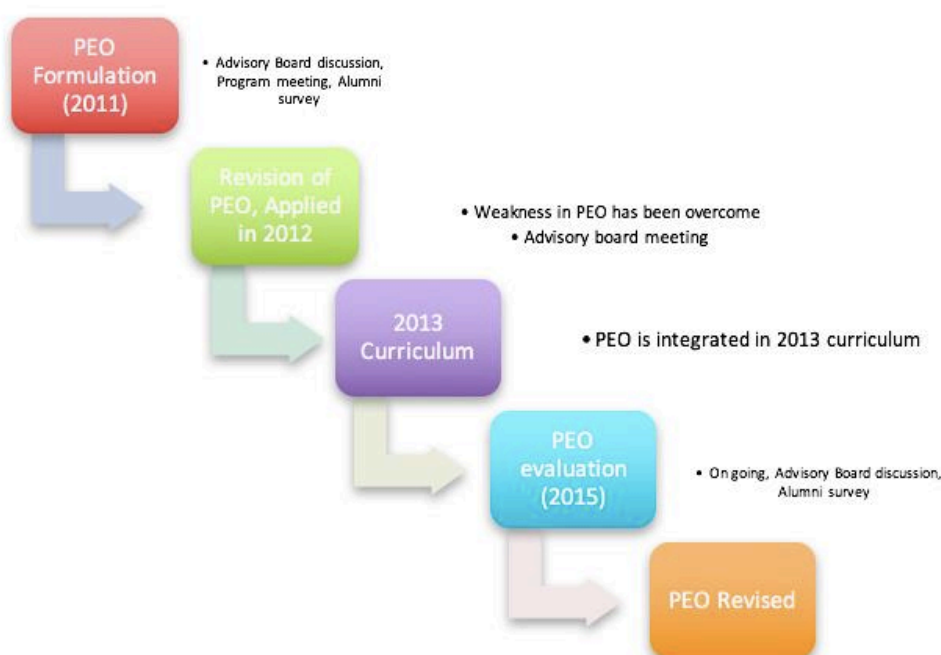 PEO
Formulation
(2011)
• Advisory Board discussion,
Program meeting, Alumni
survey
Revision of
PEO, Applied
in 2012
• Weakness in PEO has been overcome
• Advisory board meeting
2013
Curriculum
• PEO is integrated in 2013 curriculum
PEO
evaluation
(2015)
• On going, Advisory Board discussion,
Alumni survey
PEO Revised